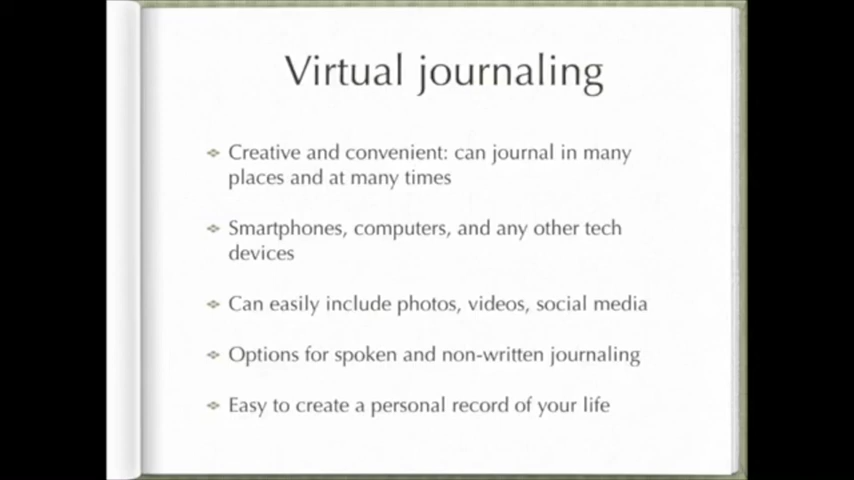 Virtual journaling
Creative and convenient: can journal in many
places and at many times
Smartphones, computers, and any other tech
devices
Can easily include photos, videos, social media
Options for spoken and non-written journaling
Easy to create a personal record of your life